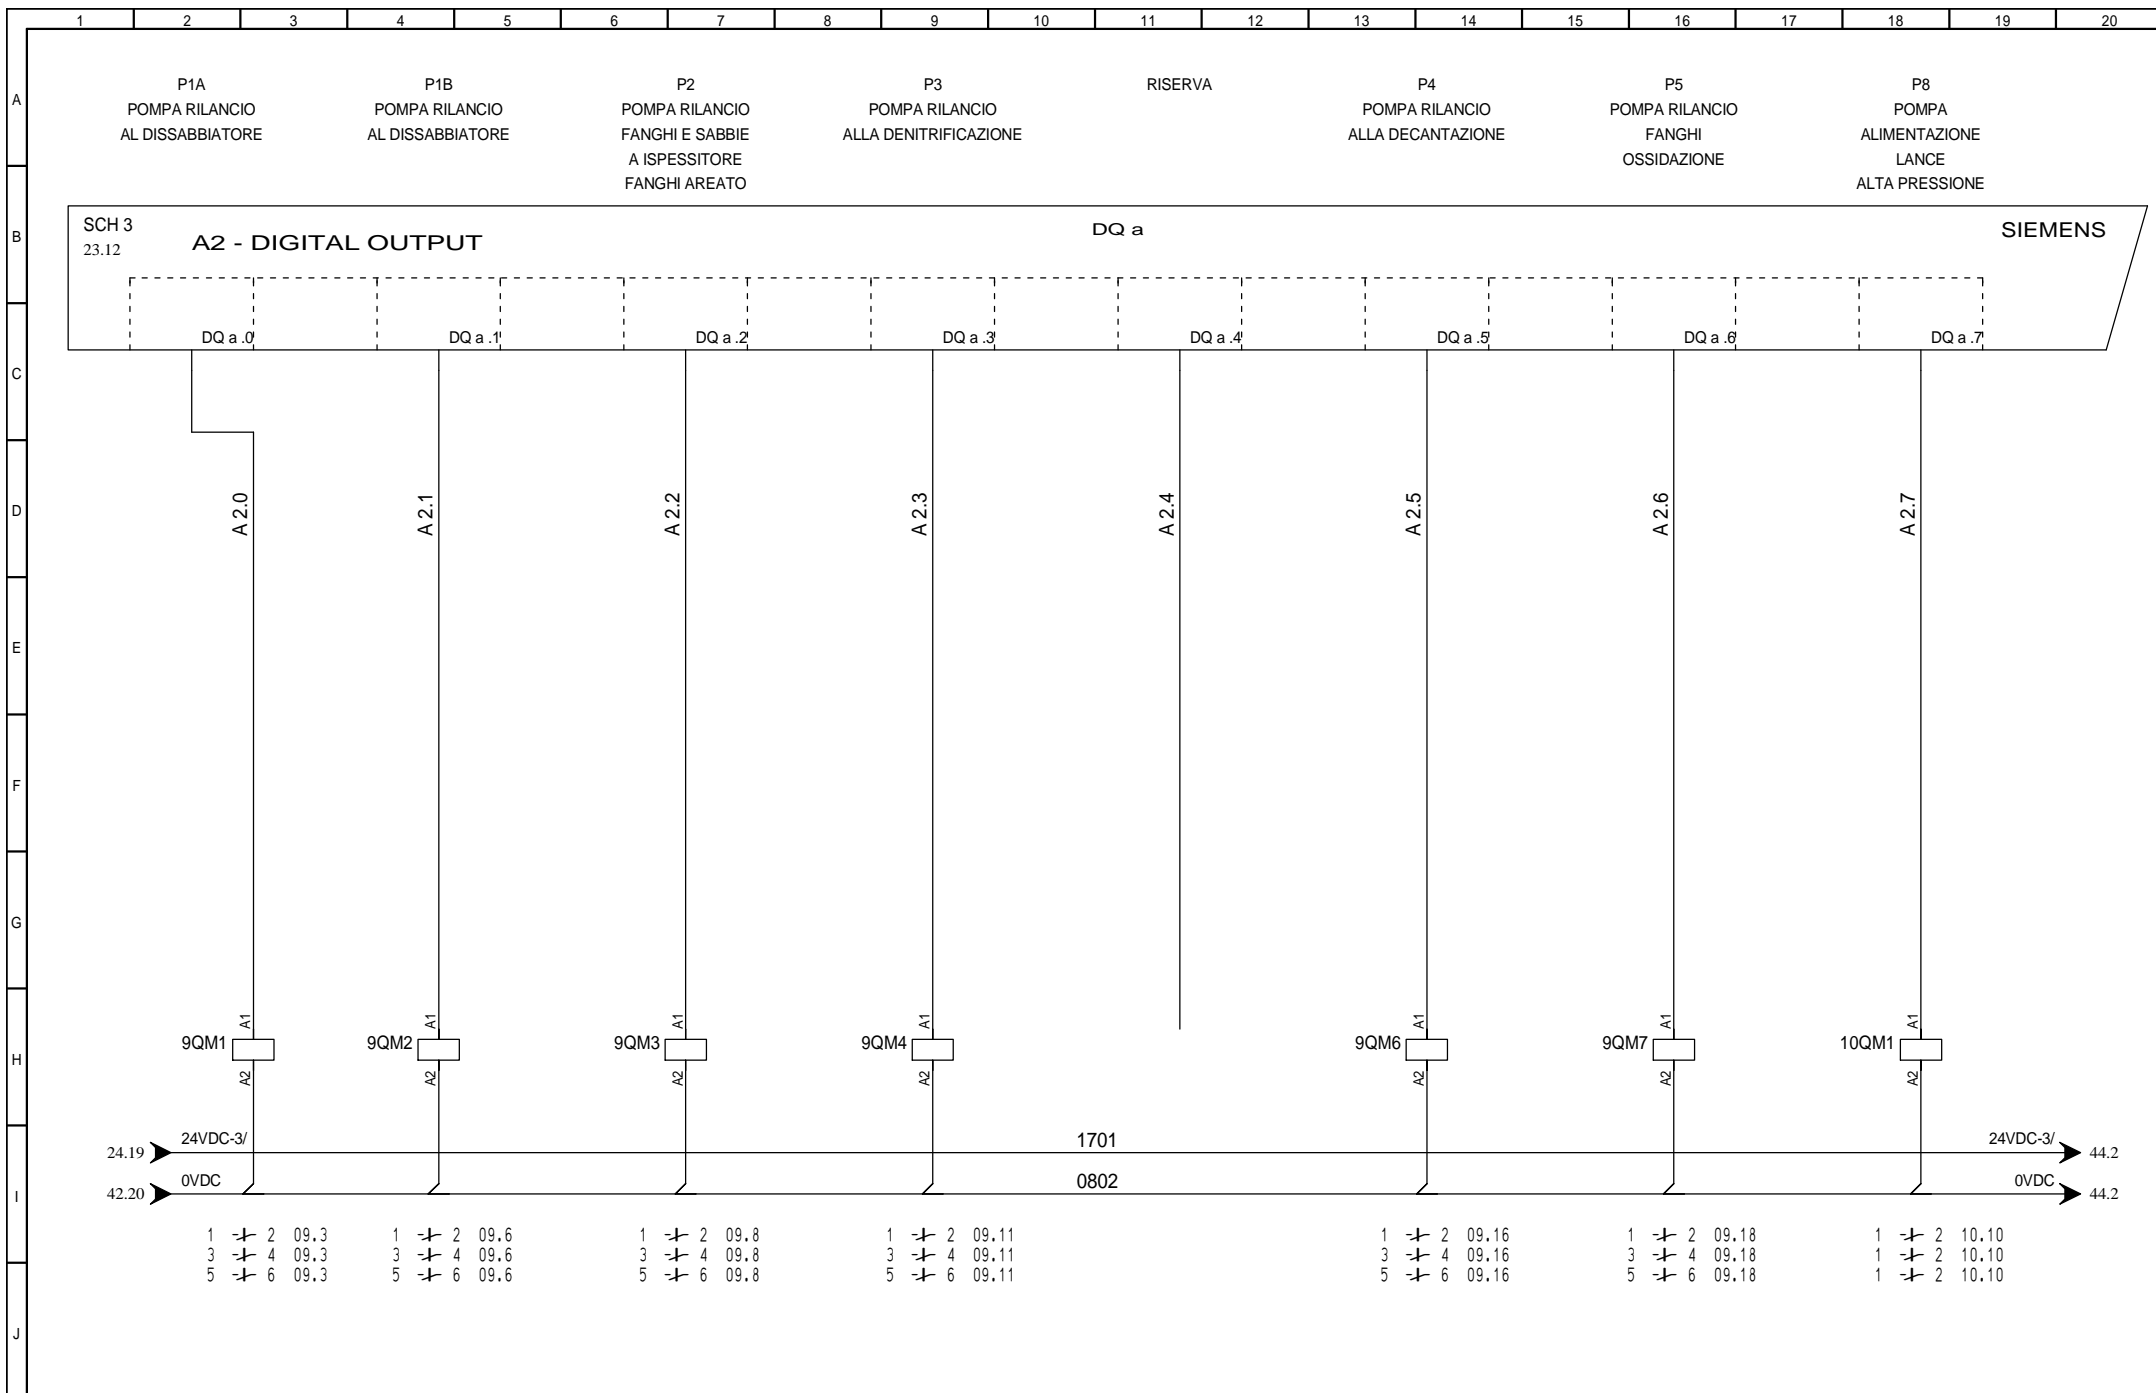 1 2 3 4 5 6 7 8 9 10 11 12 13 14 15 16 17 18 19 20
A
P1A
POMPA RILANCIO
AL DISSABBIATORE
P1B
POMPA RILANCIO
AL DISSABBIATORE
P2
POMPA RILANCIO
FANGHI E SABBIE
A ISPESSITORE
FANGHI AREATO
P3
POMPA RILANCIO
ALLA DENITRIFICAZIONE
RISERVA
P4
POMPA RILANCIO
ALLA DECANTAZIONE
P5
POMPA RILANCIO
FANGHI
OSSIDAZIONE
P8
POMPA
ALIMENTAZIONE
LANCE
ALTA PRESSIONE
B
SCH 3
23.12
A2 - DIGITAL OUTPUT
DQ a
SIEMENS
DQ a .0 DQ a .1 DQ a .2 DQ a .3 DQ a .4 DQ a .5 DQ a .6 DQ a .7
C
D
A 2.0 A 2.1 A 2.2 A 2.3 A 2.4 A 2.5 A 2.6 A 2.7
E
F
G
H
A1 A1 A1 A1 A1 A1 A1
9QM1 9QM2 9QM3 9QM4 9QM6 9QM7 10QM1
A2 A2 A2 A2 A2 A2 A2
24.19 24VDC-3/ 1701 24VDC-3/ 44.2
I
42.20 0VDC 0802 0VDC 44.2
1 2 09.3 1 2 09.6 1 2 09.8 1 2 09.11 1 2 09.16 1 2 09.18 1 2 10.10
3 4 09.3 3 4 09.6 3 4 09.8 3 4 09.11 3 4 09.16 3 4 09.18 1 2 10.10
5 6 09.3 5 6 09.6 5 6 09.8 5 6 09.11 5 6 09.16 5 6 09.18 1 2 10.10
J